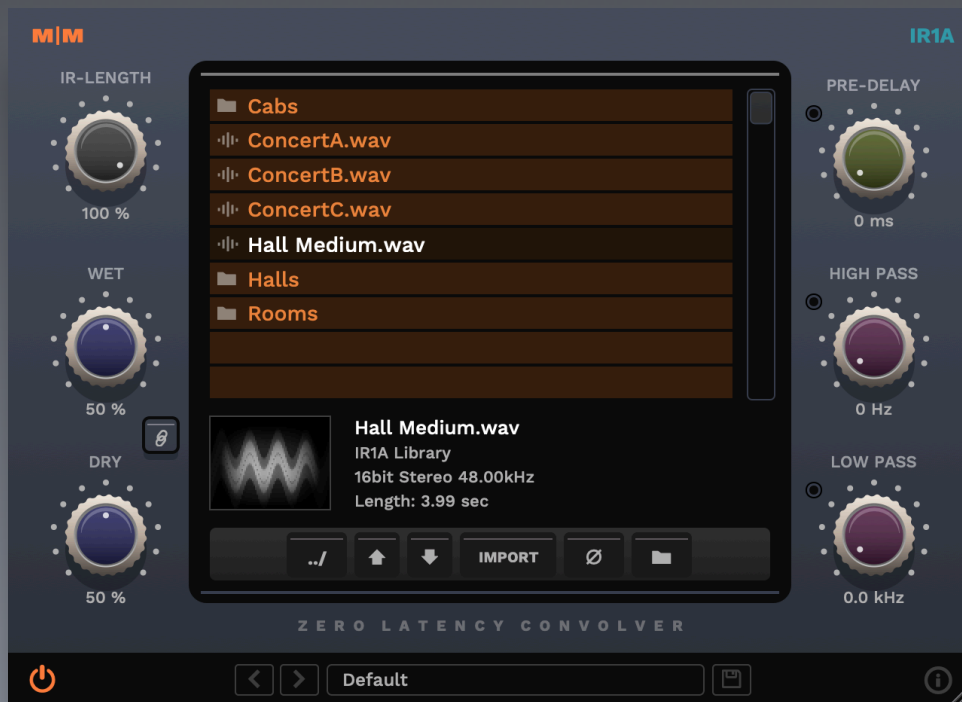 M|M
IR1A
IR-LENGTH
100 %
WET
50 %
DRY
50 %
Cabs
ConcertA.wav
ConcertB.wav
ConcertC.wav
Hall Medium.wav
Halls
Rooms
Hall Medium.wav
IR1A Library
16bit Stereo 48.00kHz
Length: 3.99 sec
../
IMPORT
Ø
PRE-DELAY
0 ms
HIGH PASS
0 Hz
LOW PASS
0.0 kHz
ZERO LATENCY CONVOLVER
Default